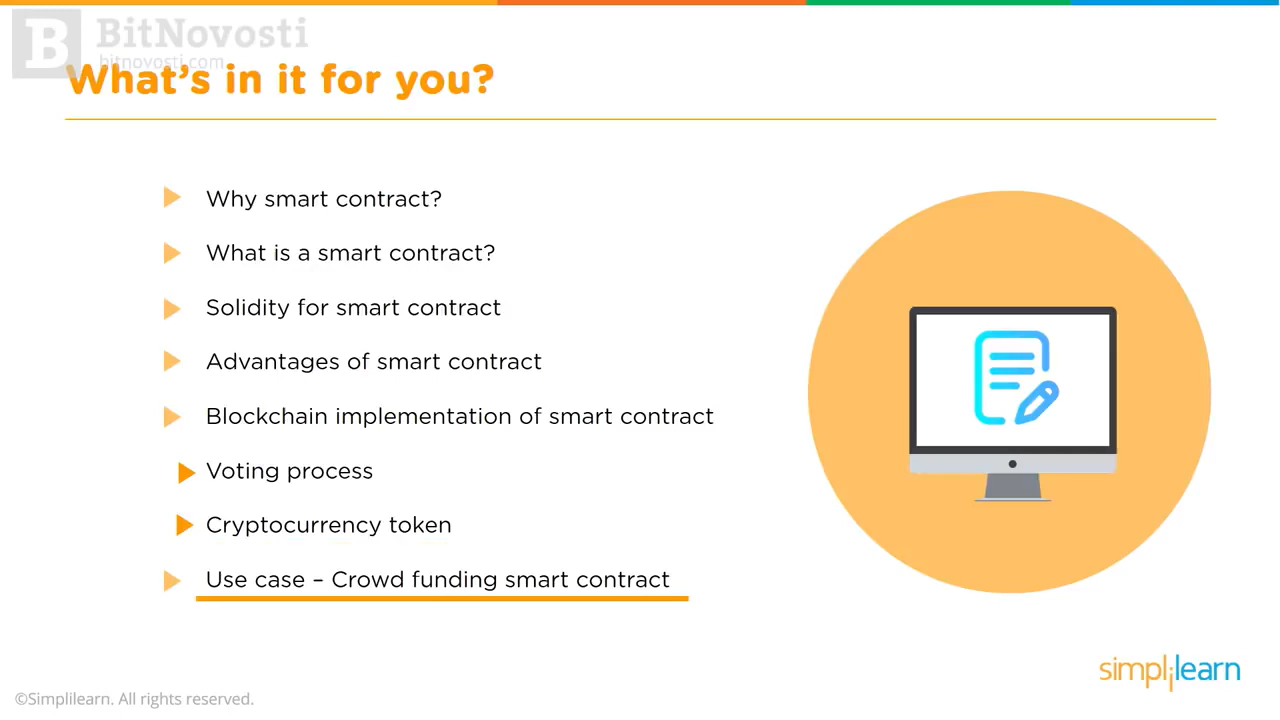 BitNovosti
bitnovosti.com
What's in it for you?
Why smart contract?
What is a smart contract?
Solidity for smart contract
Advantages of smart contract
Blockchain implementation of smart contract
Voting process
Cryptocurrency token
Use case – Crowd funding smart contract
simplilearn
©Simplilearn. All rights reserved.